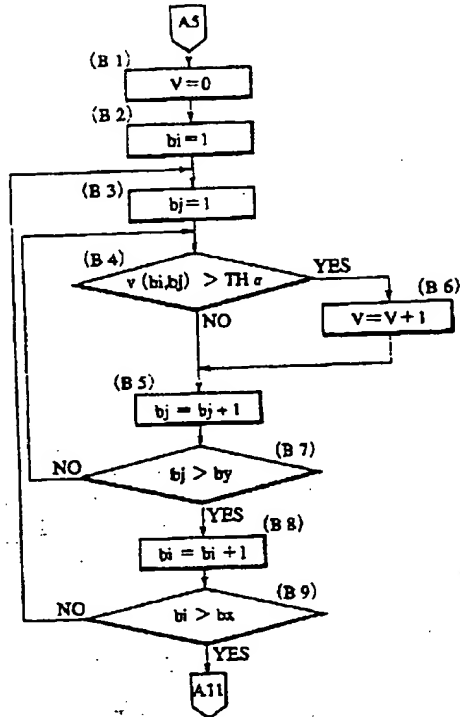 A5
(B 1)
V=0
(B 2)
bi=1
(B 3)
bj=1
(B 4)
v (bi,bj) > TH σ
YES
(B 6)
V=V+1
NO
(B 5)
bj = bj+1
(B 7)
NO
bj > by
YES
(B 8)
bi = bi+1
(B 9)
NO
bi > bx
YES
A11